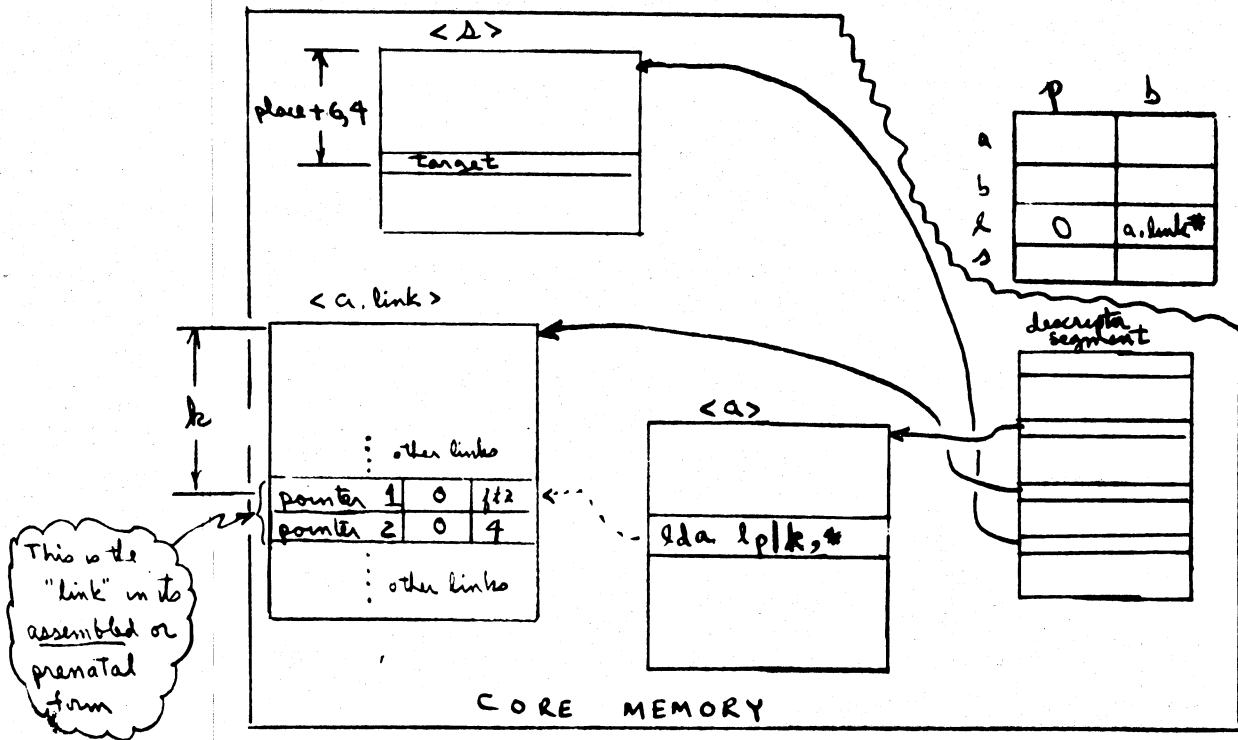 < s >
place + 6,4
target
p b
a
b
l 0 a.link#
s
< a.link >
descriptor
segment
k
< a >
other links
pointer 1 0 ft2
pointer 2 0 4
lda lp|k,*
other links
This is the
"link" in its
assembled or
prenatal
form
CORE MEMORY